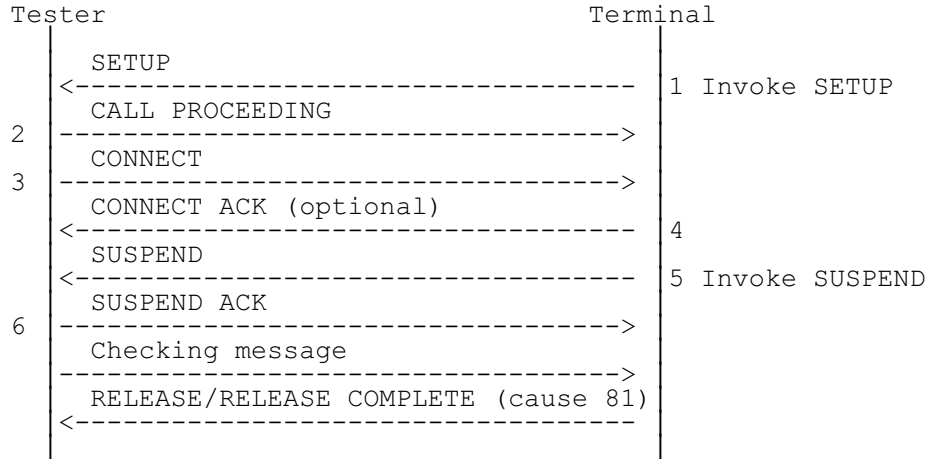 Tester Terminal
SETUP
<----------------------------------- 1 Invoke SETUP
CALL PROCEEDING
2 ----------------------------------->
CONNECT
3 ----------------------------------->
CONNECT ACK (optional)
<----------------------------------- 4
SUSPEND
<----------------------------------- 5 Invoke SUSPEND
SUSPEND ACK
6 ----------------------------------->
Checking message
----------------------------------->
RELEASE/RELEASE COMPLETE (cause 81)
<-----------------------------------